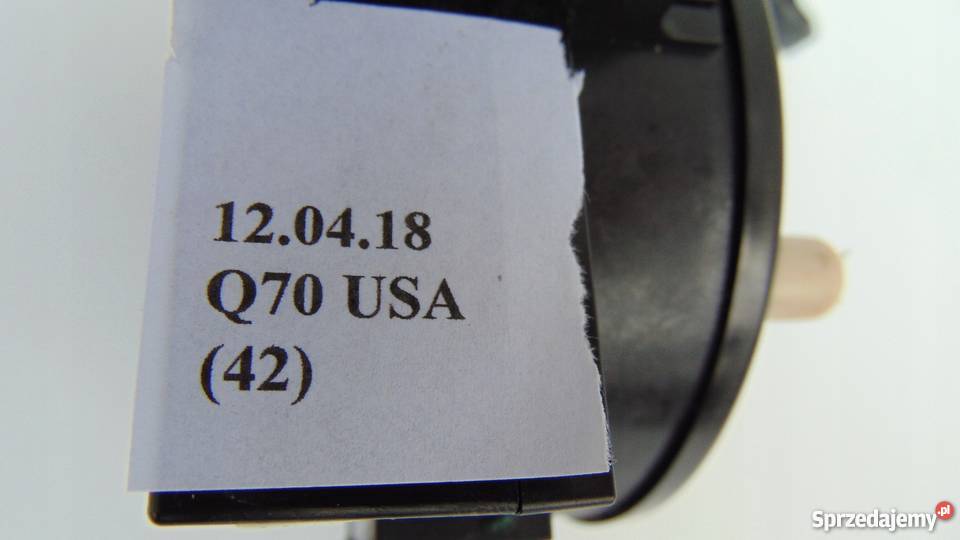 12.04.18
Q70 USA
(42)
Sprzedajemy.pl